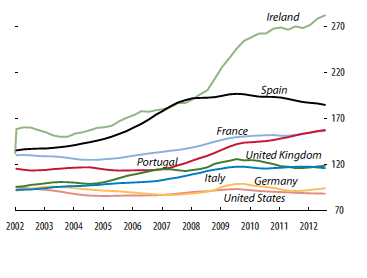 Ireland
270
220
Spain
170
France
Portugal
United Kingdom
120
Italy
Germany
United States
70
2002 2003 2004 2005 2006 2007 2008 2009 2010 2011 2012